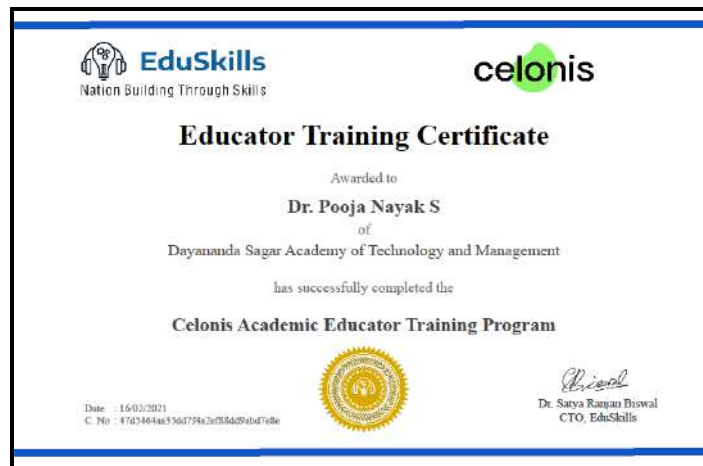 EduSkills
Nation Building Through Skills
celonis
Educator Training Certificate
Awarded to
Dr. Pooja Nayak S
of
Dayananda Sagar Academy of Technology and Management
has successfully completed the
Celonis Academic Educator Training Program
Dr. Satya Ranjan Biswal
CTO, EduSkills
Date : 16/02/2021
C. No :